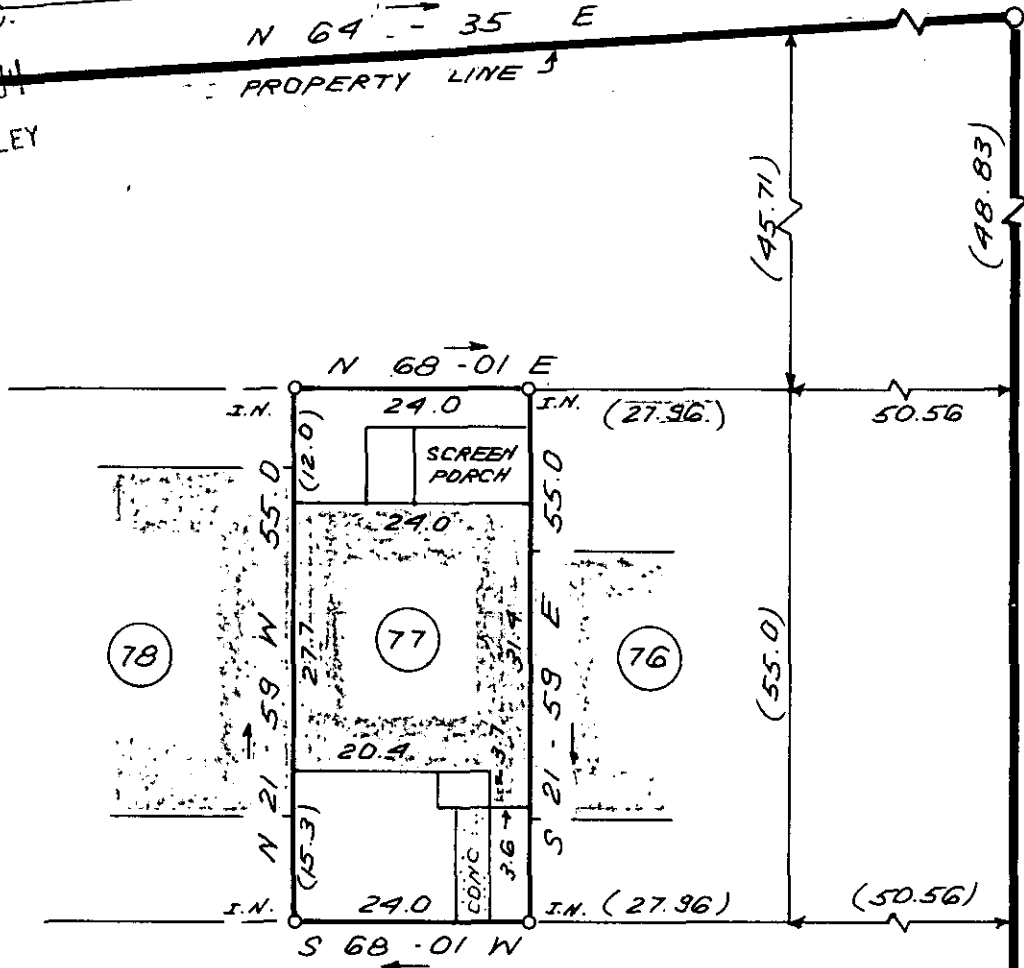 N 64 - 35 E
PROPERTY LINE
LEY
(45.71)
(48.83)
N 68 -01 E
I.N.
24.0
I.N.
(27.96.)
50.56
(12.0)
SCREEN
PORCH
N 21 - 59 W 55.0
S 21 - 59 E 55.0
24.0
27.7
31.4
78
77
76
(55.0)
20.4
3.7
(15.3)
CONC
3.6
I.N.
24.0
I.N. (27.96)
(50.56)
S 68 -01 W